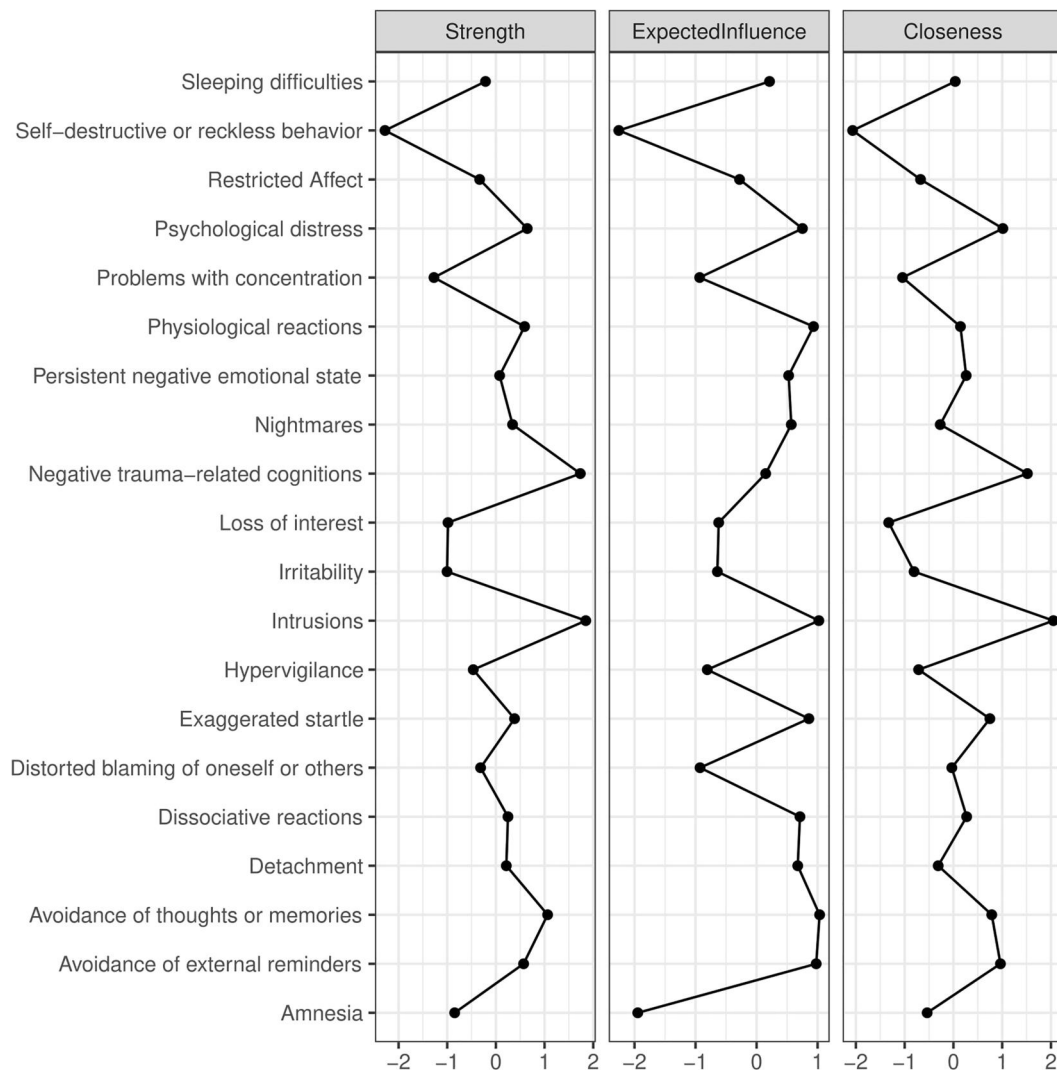 Strength ExpectedInfluence Closeness
Sleeping difficulties
Self−destructive or reckless behavior
Restricted Affect
Psychological distress
Problems with concentration
Physiological reactions
Persistent negative emotional state
Nightmares
Negative trauma−related cognitions
Loss of interest
Irritability
Intrusions
Hypervigilance
Exaggerated startle
Distorted blaming of oneself or others
Dissociative reactions
Detachment
Avoidance of thoughts or memories
Avoidance of external reminders
Amnesia
−2 −1 0 1 2 −2 −1 0 1 −2 −1 0 1 2